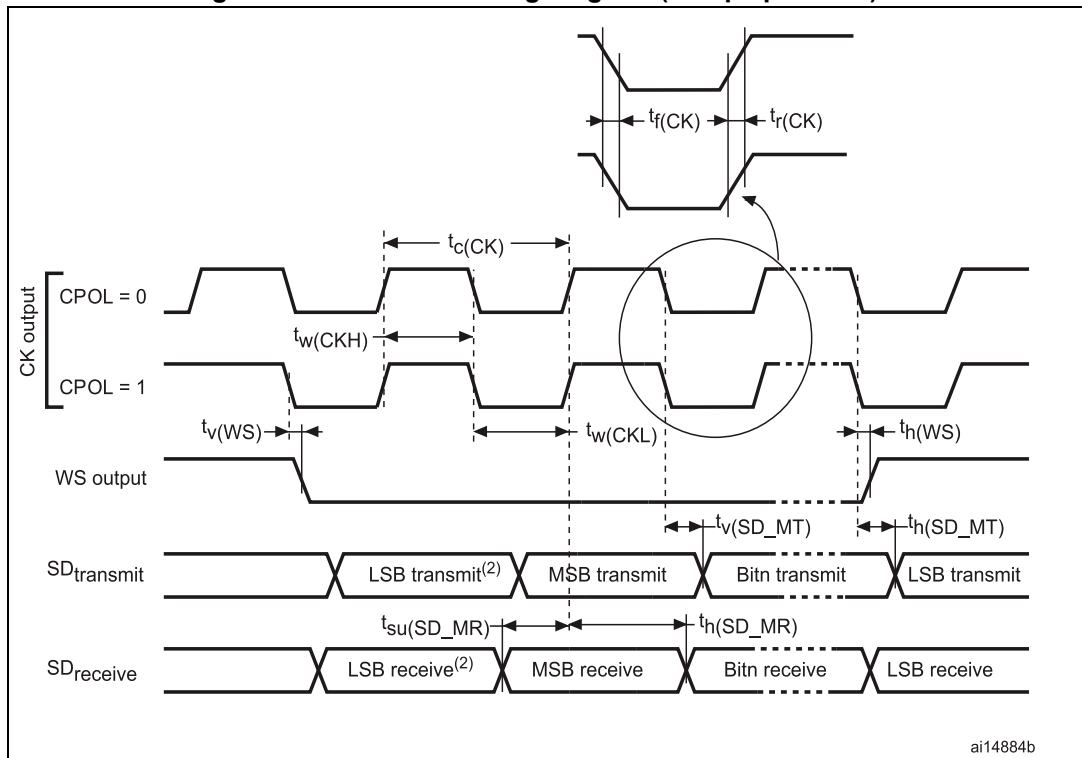 tf(CK)
tr(CK)
tc(CK)
CK output
CPOL = 0
tw(CKH)
CPOL = 1
tv(WS)
tw(CKL)
th(WS)
WS output
tv(SD_MT)
th(SD_MT)
SDtransmit
LSB transmit(2)
MSB transmit
Bitn transmit
LSB transmit
tsu(SD_MR)
th(SD_MR)
SDreceive
LSB receive(2)
MSB receive
Bitn receive
LSB receive
ai14884b